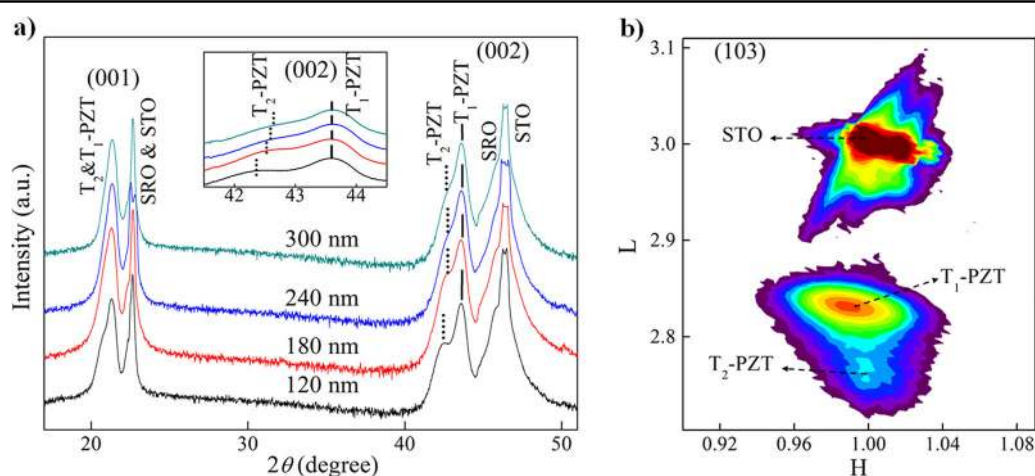 a)
(001)
(002)
T₂&T₁-PZT
SRO & STO
T₂-PZT
T₁-PZT
SRO
STO
(002)
T₂-PZT
T₁-PZT
42 43 44
300 nm
240 nm
180 nm
120 nm
Intensity (a.u.)
20 30 40 50
2θ (degree)
b)
(103)
STO
T₁-PZT
T₂-PZT
3.1
3.0
2.9
2.8
L
0.92 0.96 1.00 1.04 1.08
H